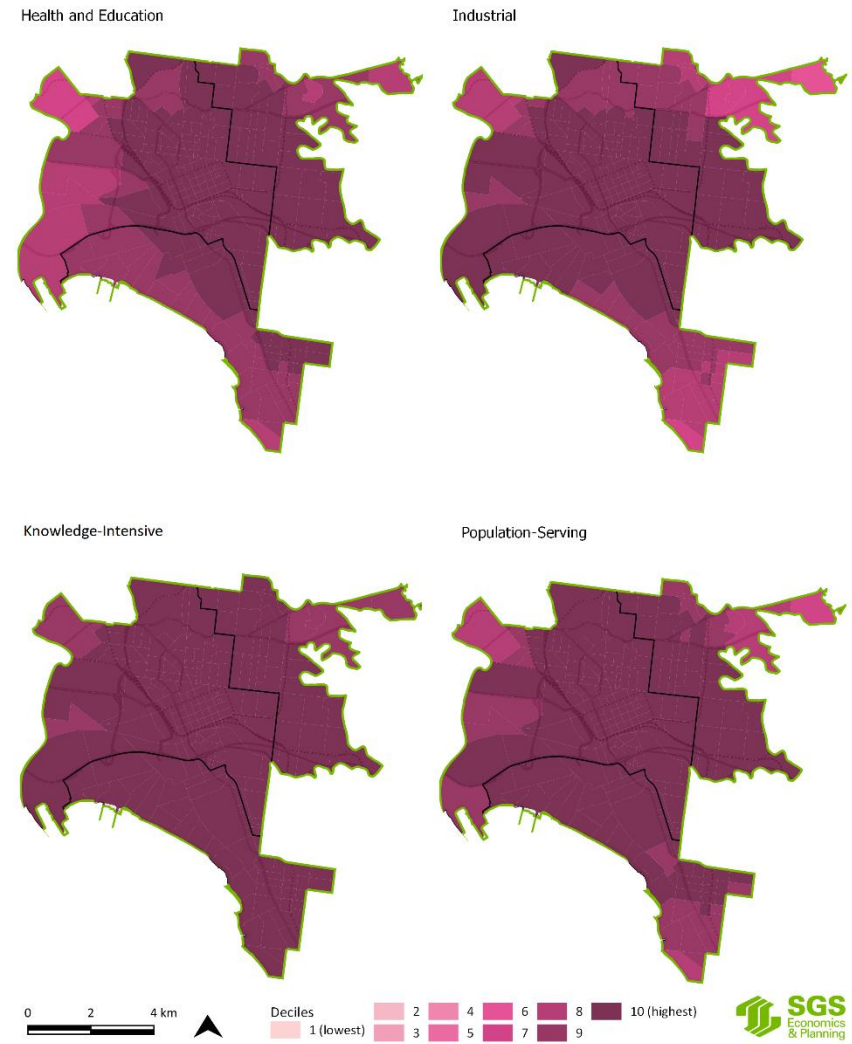 Health and Education
Industrial
Knowledge-Intensive
Population-Serving
0 2 4 km
Deciles
1 (lowest)
2 4 6 8 10 (highest)
3 5 7 9
SGS
Economics
& Planning